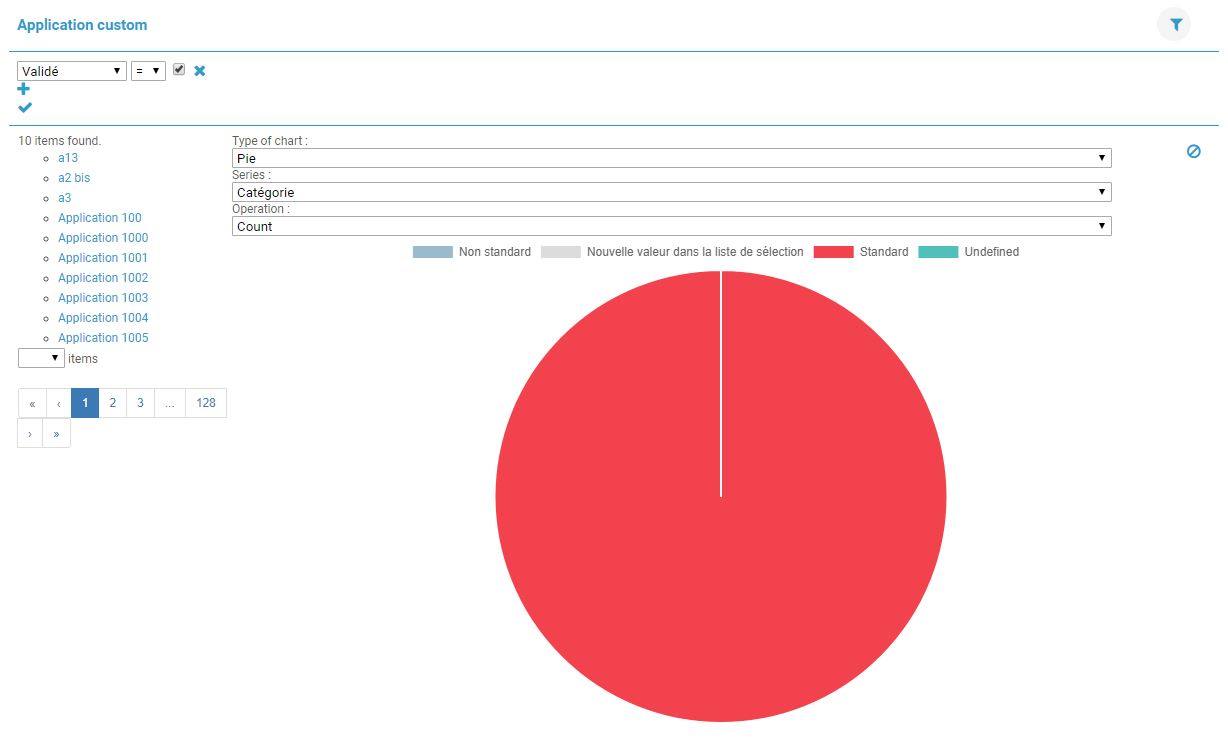 Application custom
Validé =
10 items found.
a13
a2 bis
a3
Application 100
Application 1000
Application 1001
Application 1002
Application 1003
Application 1004
Application 1005
items
« ‹ 1 2 3 ... 128
› »
Type of chart :
Pie
Series :
Catégorie
Operation :
Count
Non standard Nouvelle valeur dans la liste de sélection Standard Undefined